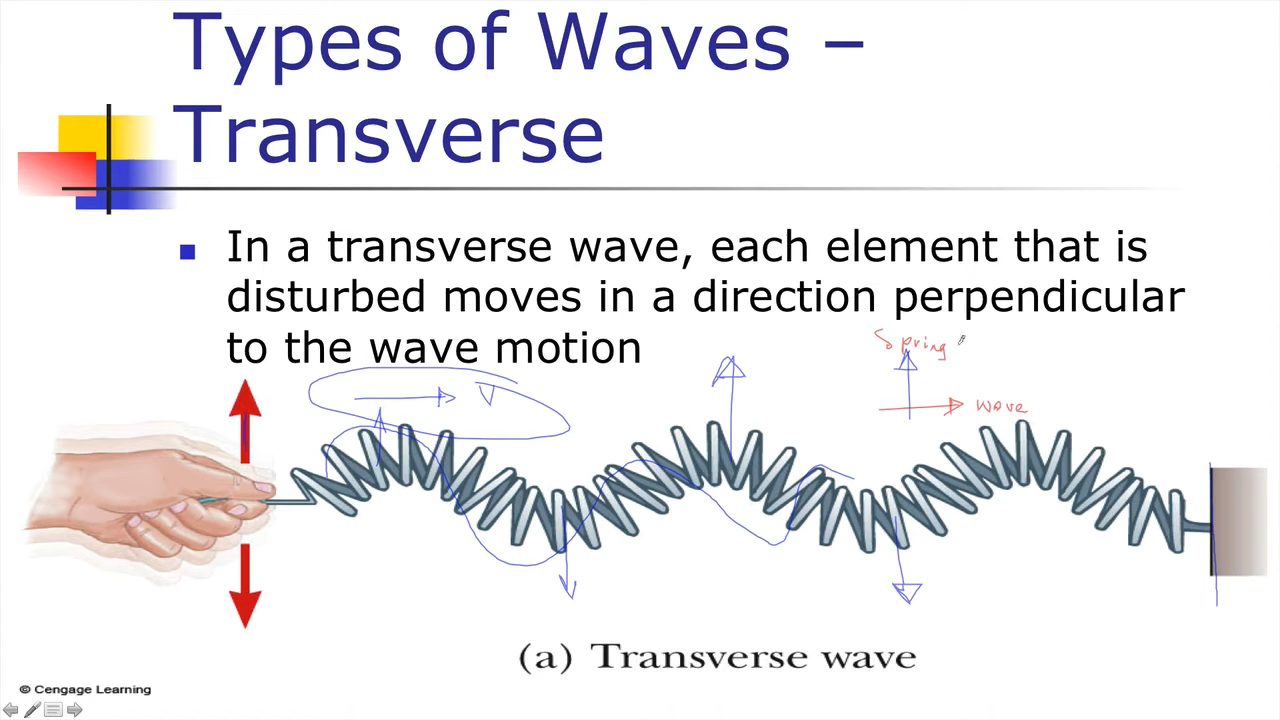 Types of Waves –
Transverse
In a transverse wave, each element that is
disturbed moves in a direction perpendicular
to the wave motion
Spring
V
wave
(a) Transverse wave
© Cengage Learning